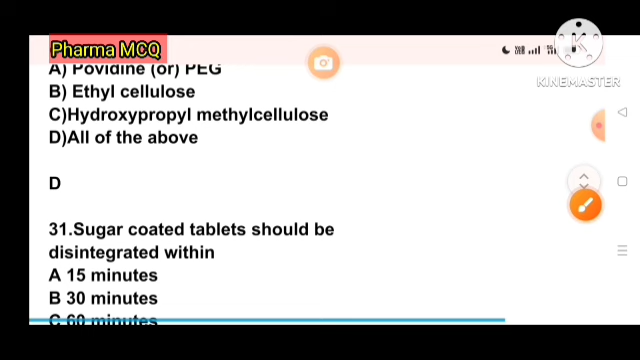 Pharma MCQ
KINEMASTER
A) Povidine (or) PEG
B) Ethyl cellulose
C)Hydroxypropyl methylcellulose
D)All of the above
D
31.Sugar coated tablets should be
disintegrated within
A 15 minutes
B 30 minutes
C 60 minutes